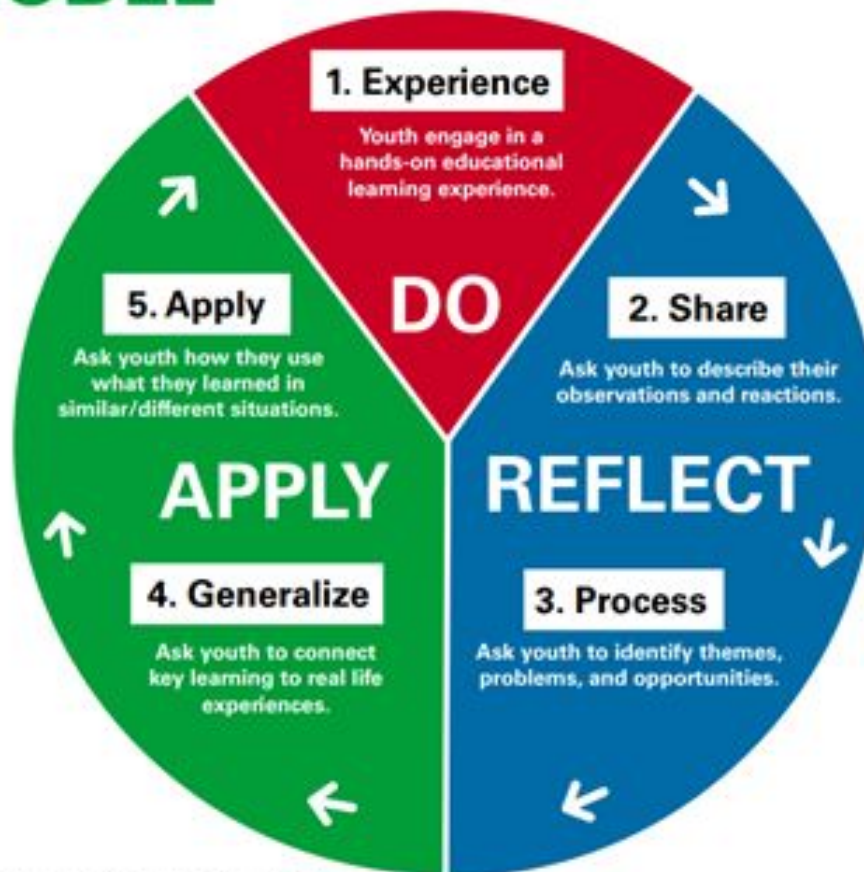 1. Experience
Youth engage in a
hands-on educational
learning experience.
DO
2. Share
Ask youth to describe their
observations and reactions.
REFLECT
3. Process
Ask youth to identify themes,
problems, and opportunities.
4. Generalize
Ask youth to connect
key learning to real life
experiences.
APPLY
5. Apply
Ask youth how they use
what they learned in
similar/different situations.